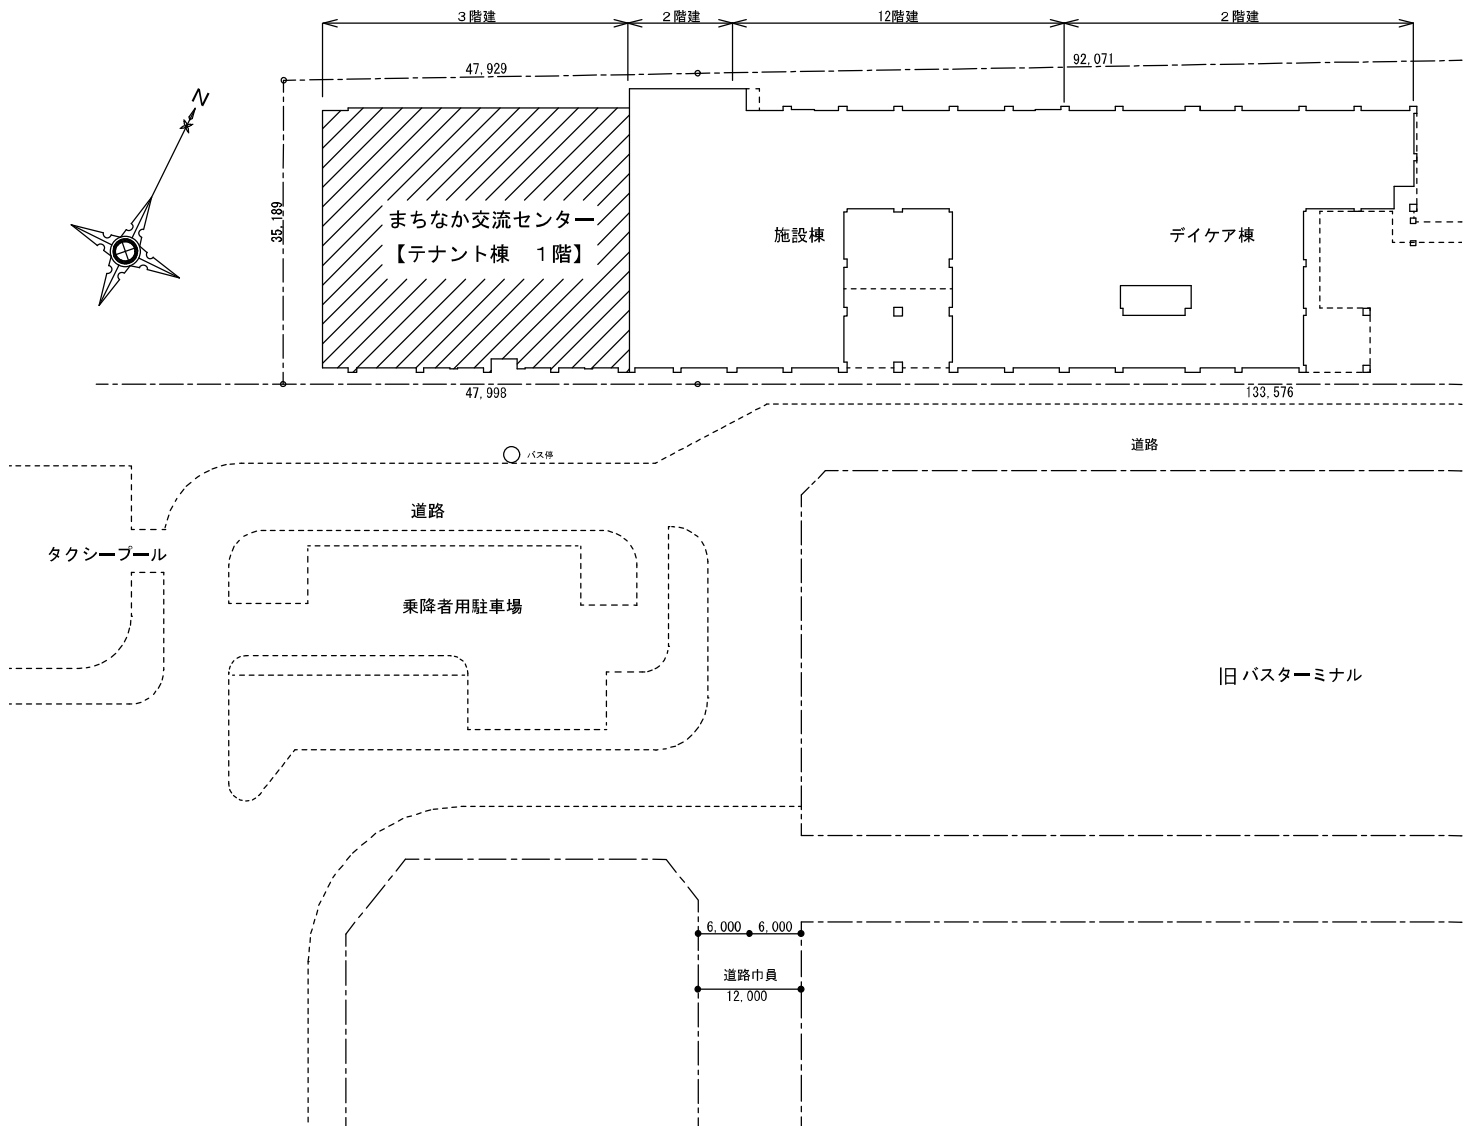 3階建
2階建
12階建
2階建
47,929
92,071
N
35,189
まちなか交流センター
【テナント棟　1階】
施設棟
デイケア棟
47,998
133,576
バス停
道路
道路
タクシープール
乗降者用駐車場
旧バスターミナル
6,000
6,000
道路巾員
12,000